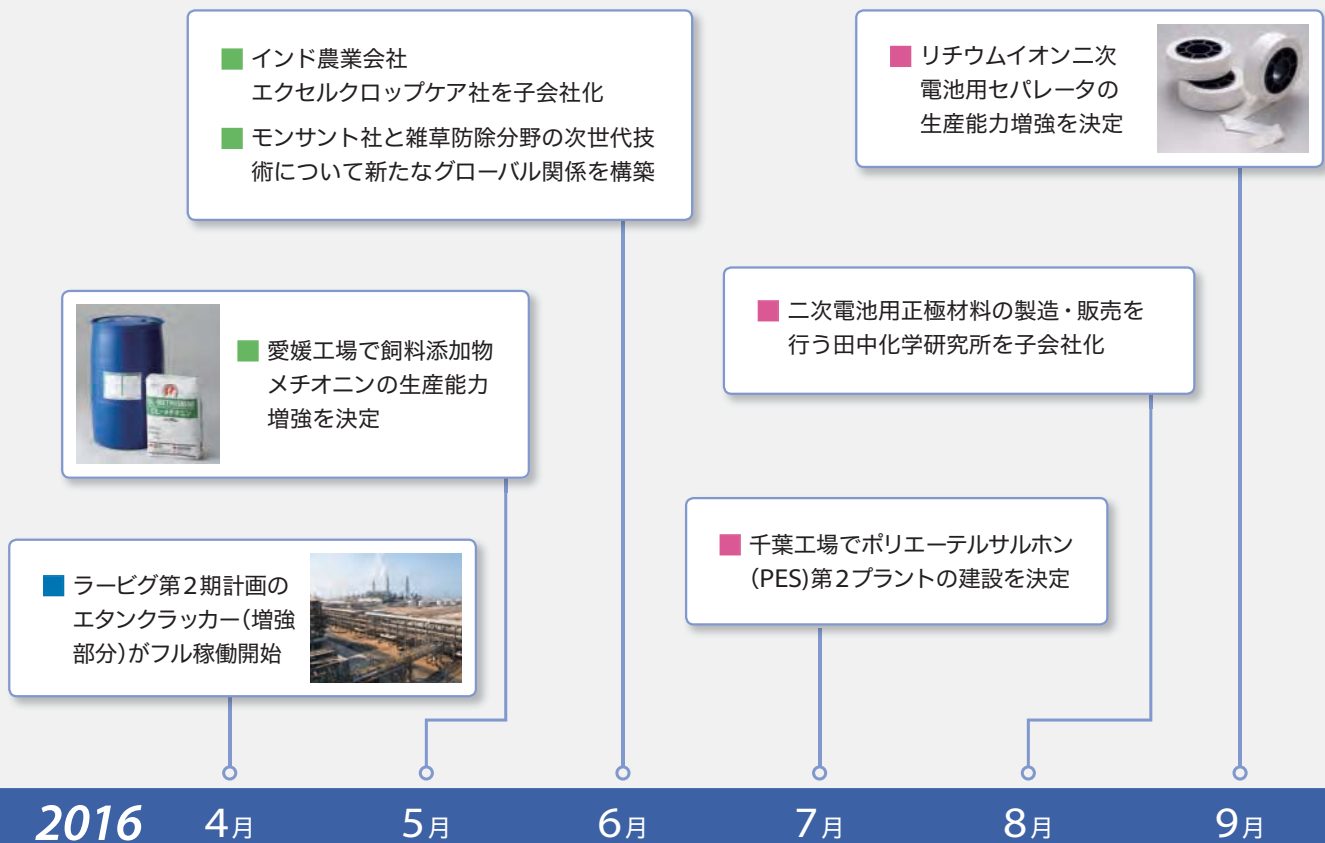 インド農業会社
エクセルクロップケア社を子会社化
モンサント社と雑草防除分野の次世代技
術について新たなグローバル関係を構築
リチウムイオン二次
電池用セパレータの
生産能力増強を決定
愛媛工場で飼料添加物
メチオニンの生産能力
増強を決定
二次電池用正極材料の製造・販売を
行う田中化学研究所を子会社化
ラービグ第2期計画の
エタンクラッカー(増強
部分)がフル稼働開始
千葉工場でポリエーテルサルホン
(PES)第2プラントの建設を決定
2016 4月 5月 6月 7月 8月 9月